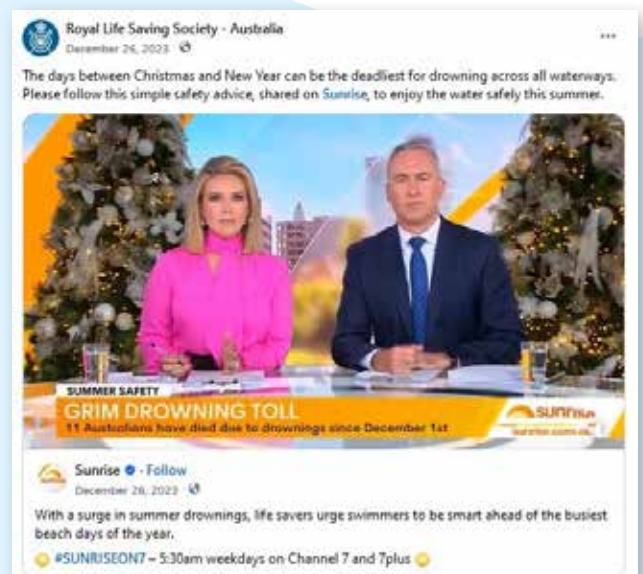 Royal Life Saving Society - Australia
December 26, 2023
The days between Christmas and New Year can be the deadliest for drowning across all waterways.
Please follow this simple safety advice, shared on Sunrise, to enjoy the water safely this summer.
SUMMER SAFETY
GRIM DROWNING TOLL
11 Australians have died due to drownings since December 1st
sunrise
Sunrise · Follow
December 26, 2023
With a surge in summer drownings, life savers urge swimmers to be smart ahead of the busiest
beach days of the year.
#SUNRISEON7 – 5:30am weekdays on Channel 7 and 7plus